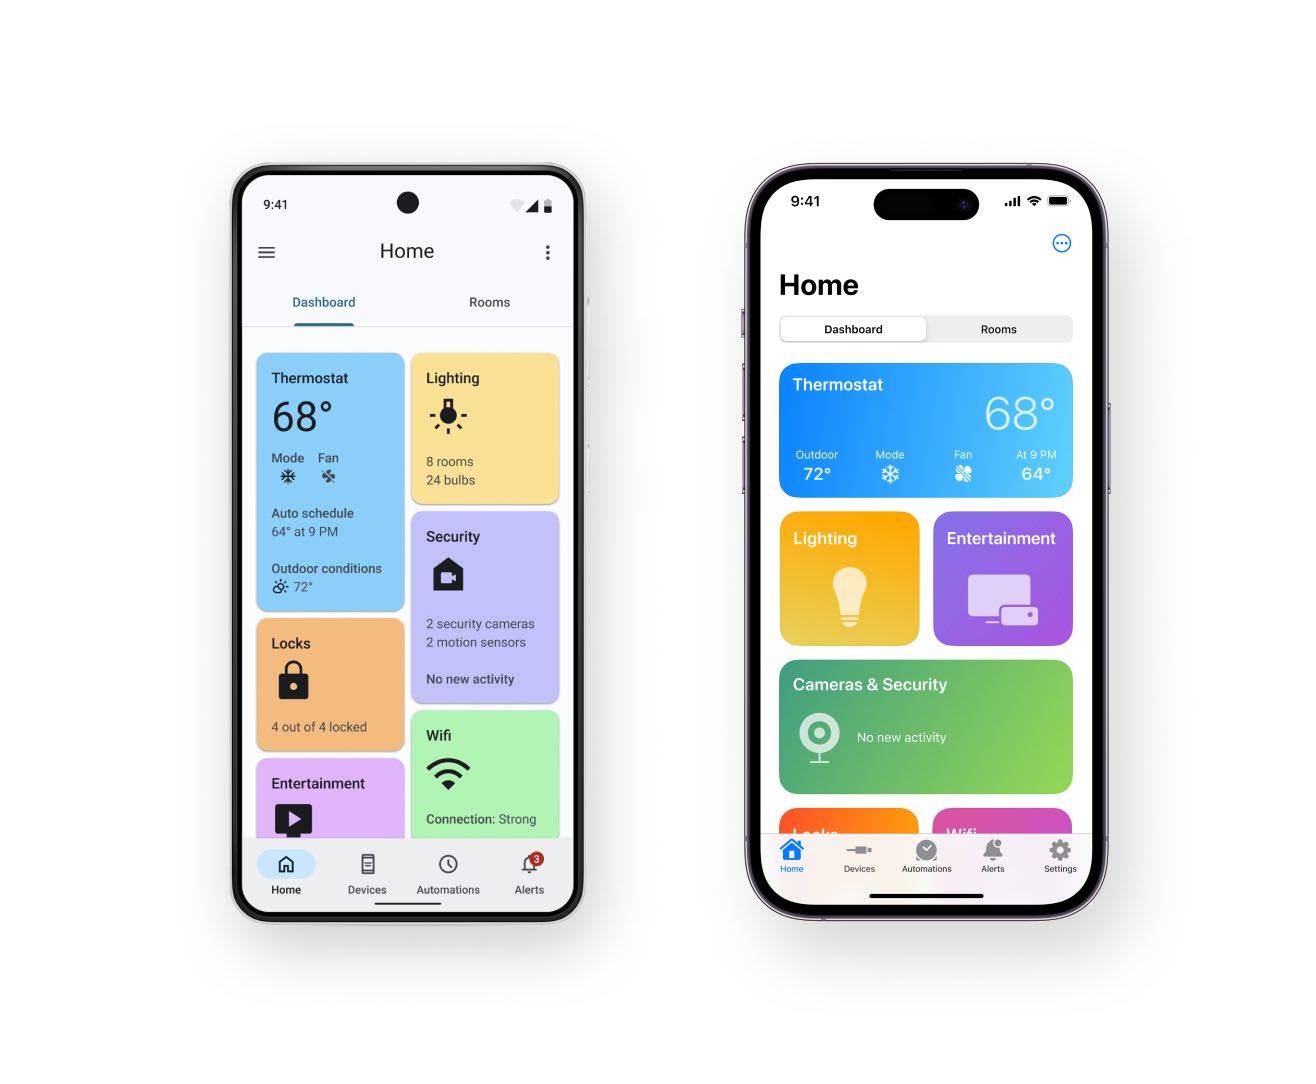 9:41
Home
Dashboard Rooms
Thermostat
68°
Mode Fan
Auto schedule
64° at 9 PM
Outdoor conditions
72°
Locks
4 out of 4 locked
Entertainment
Lighting
8 rooms
24 bulbs
Security
2 security cameras
2 motion sensors
No new activity
Wifi
Connection: Strong
3
Home Devices Automations Alerts
9:41
Home
Dashboard Rooms
Thermostat
68°
Outdoor Mode Fan At 9 PM
72° 64°
Lighting
Entertainment
Cameras & Security
No new activity
Locks
Wifi
Home Devices Automations Alerts Settings